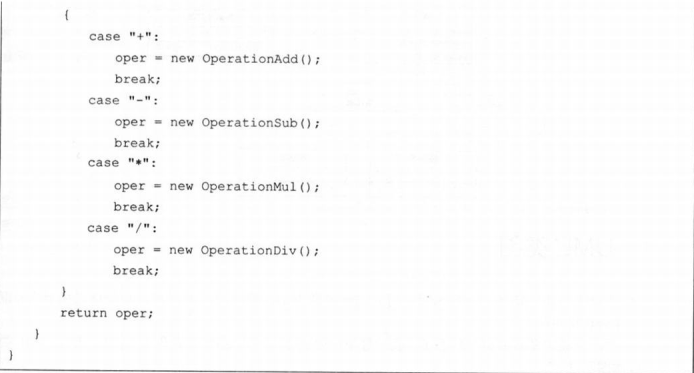 {
case "+":
oper = new OperationAdd();
break;
case "-":
oper = new OperationSub();
break;
case "*":
oper = new OperationMul();
break;
case "/":
oper = new OperationDiv();
break;
}
return oper;
}
}